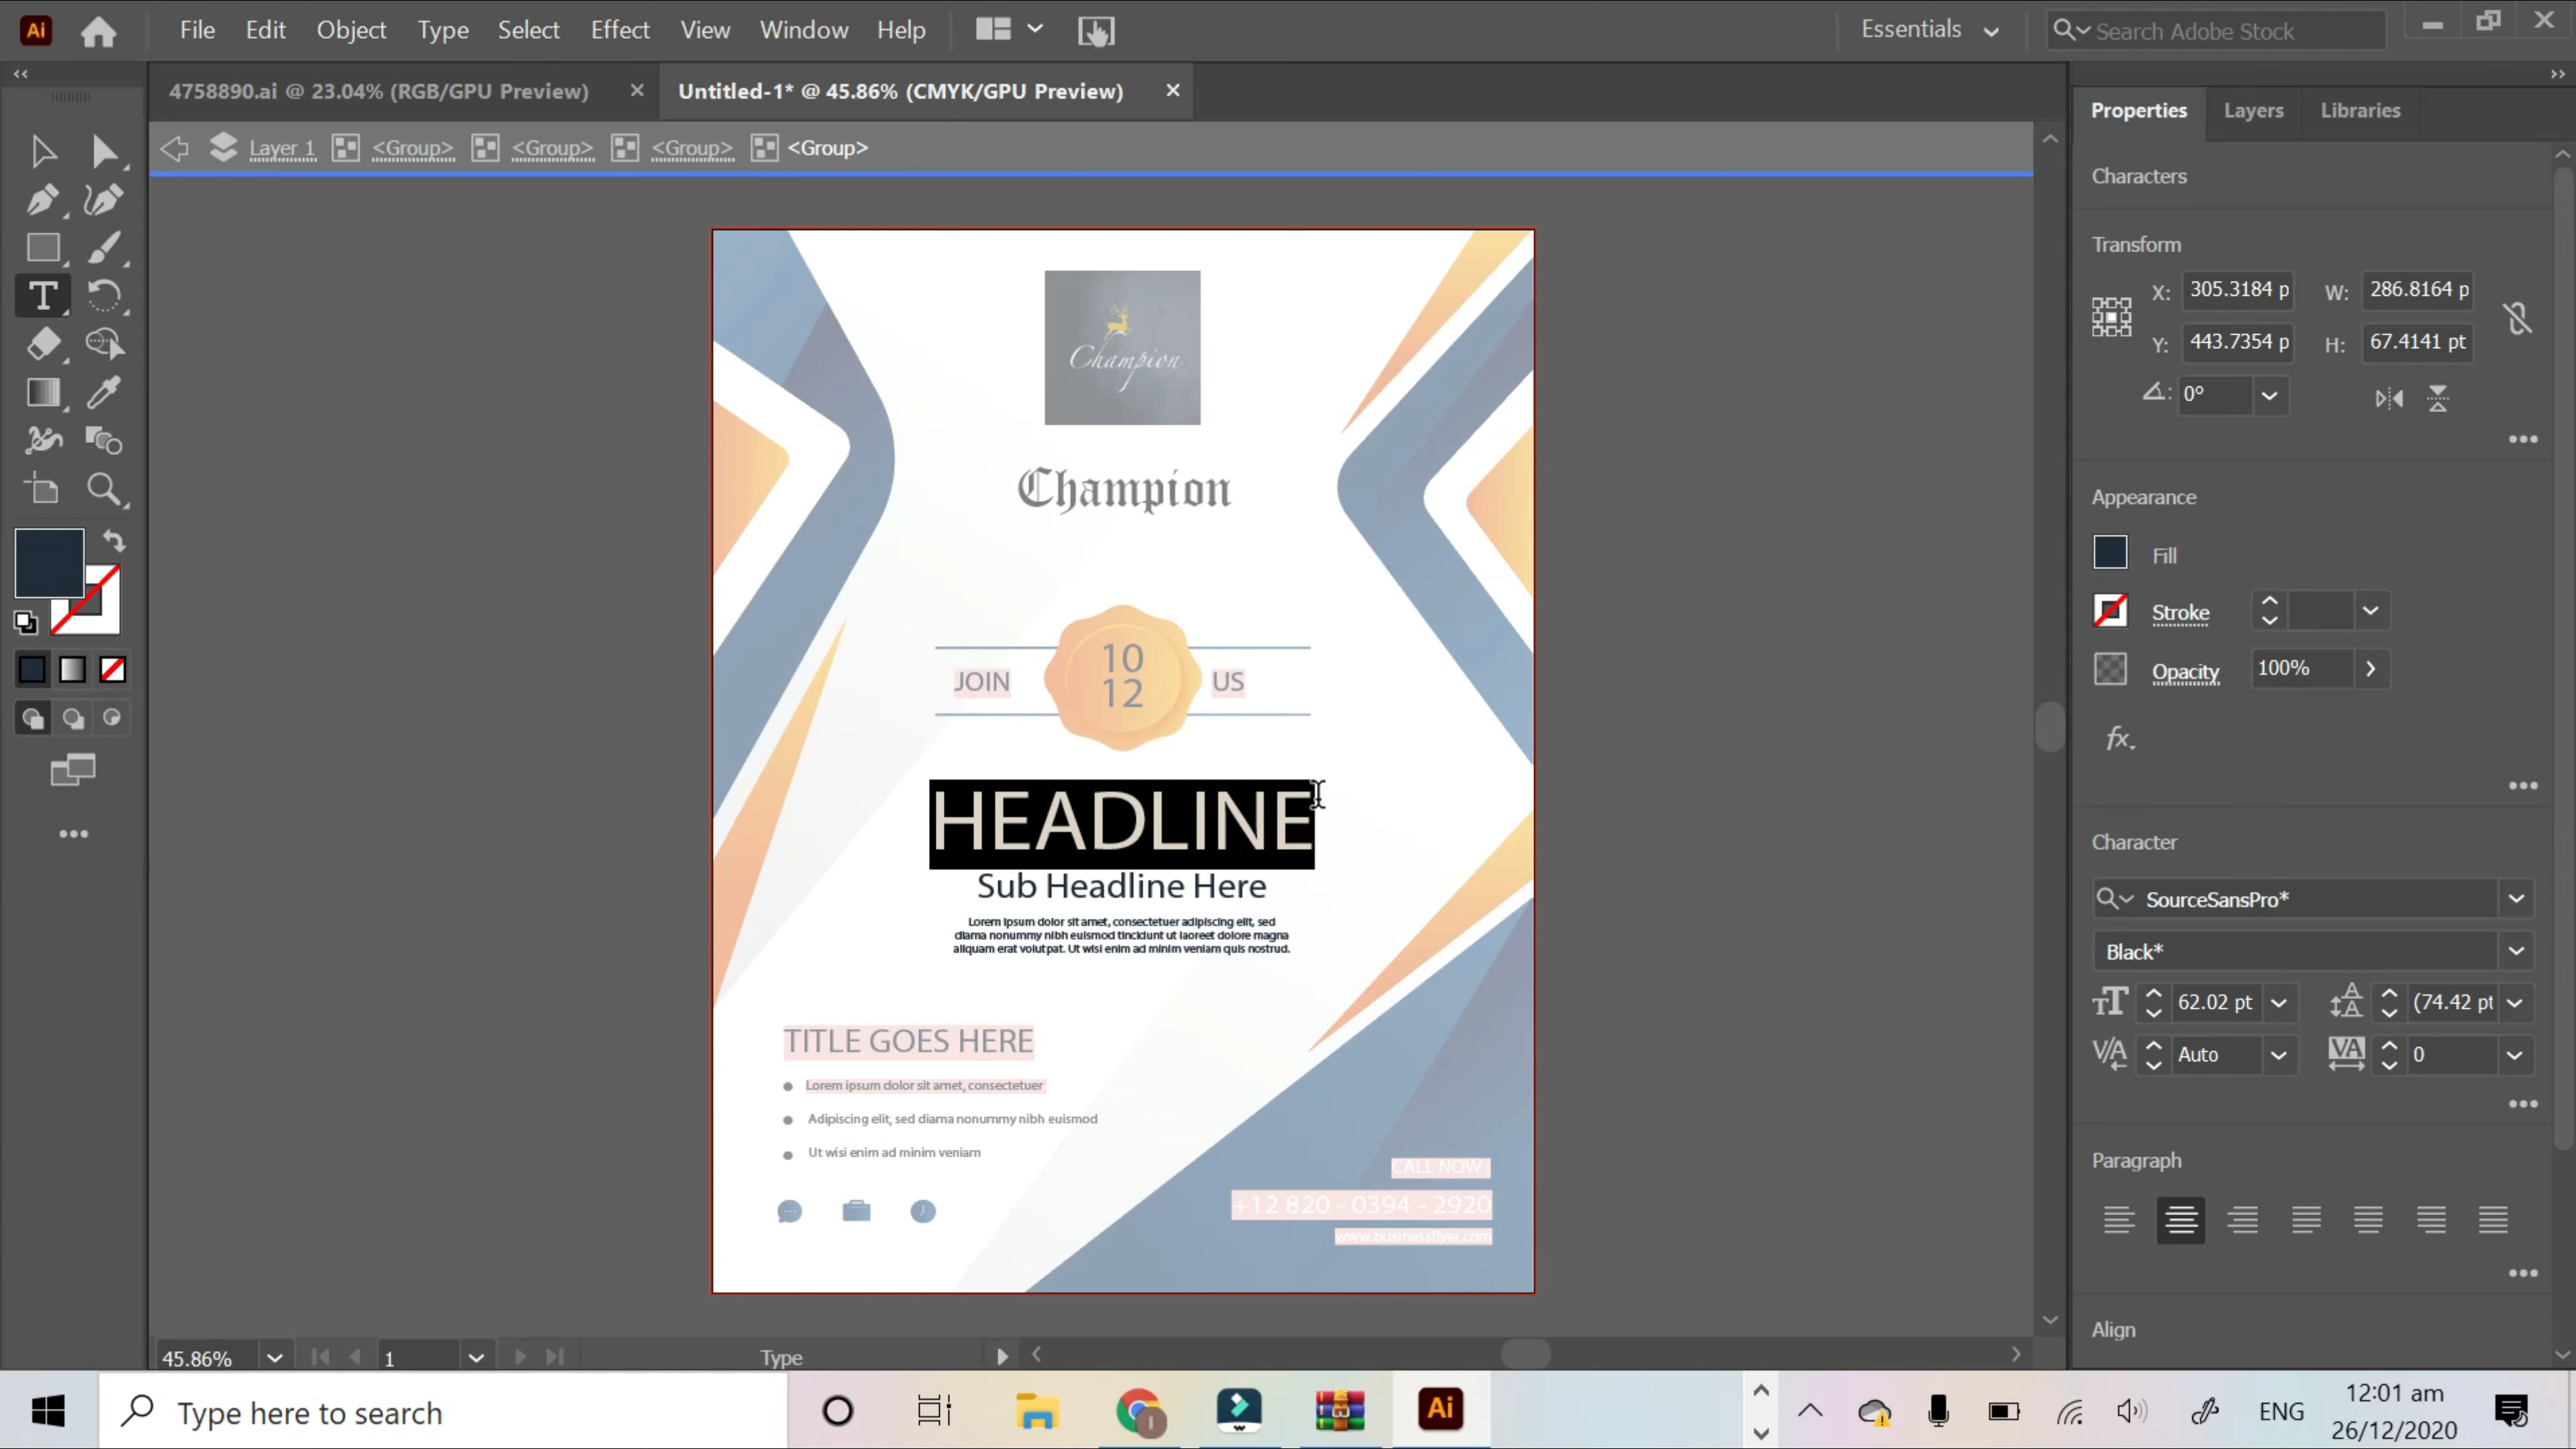 Ai File Edit Object Type Select Effect View Window Help Essentials Search Adobe Stock
4758890.ai @ 23.04% (RGB/GPU Preview) Untitled-1* @ 45.86% (CMYK/GPU Preview)
Layer 1 <Group> <Group> <Group> <Group>
Properties Layers Libraries
Characters
Transform
X: 305.3184 p W: 286.8164 p
Y: 443.7354 p H: 67.4141 pt
0°
Appearance
Fill
Stroke
Opacity 100%
fx
Character
SourceSansPro*
Black*
62.02 pt (74.42 pt
Auto 0
Paragraph
Align
Champion
Champion
JOIN 10 US
12
HEADLINE
Sub Headline Here
Lorem ipsum dolor sit amet, consectetuer adipiscing elit, sed
diama nonummy nibh euismod tincidunt ut laoreet dolore magna
aliquam erat volutpat. Ut wisi enim ad minim veniam quis nostrud.
TITLE GOES HERE
Lorem ipsum dolor sit amet, consectetuer
Adipiscing elit, sed diama nonummy nibh euismod
Ut wisi enim ad minim veniam
CALL NOW :
+12 820 - 0394 - 2920
www.businessflyer.com
45.86% 1 Type
Type here to search
Ai
ENG
12:01 am
26/12/2020